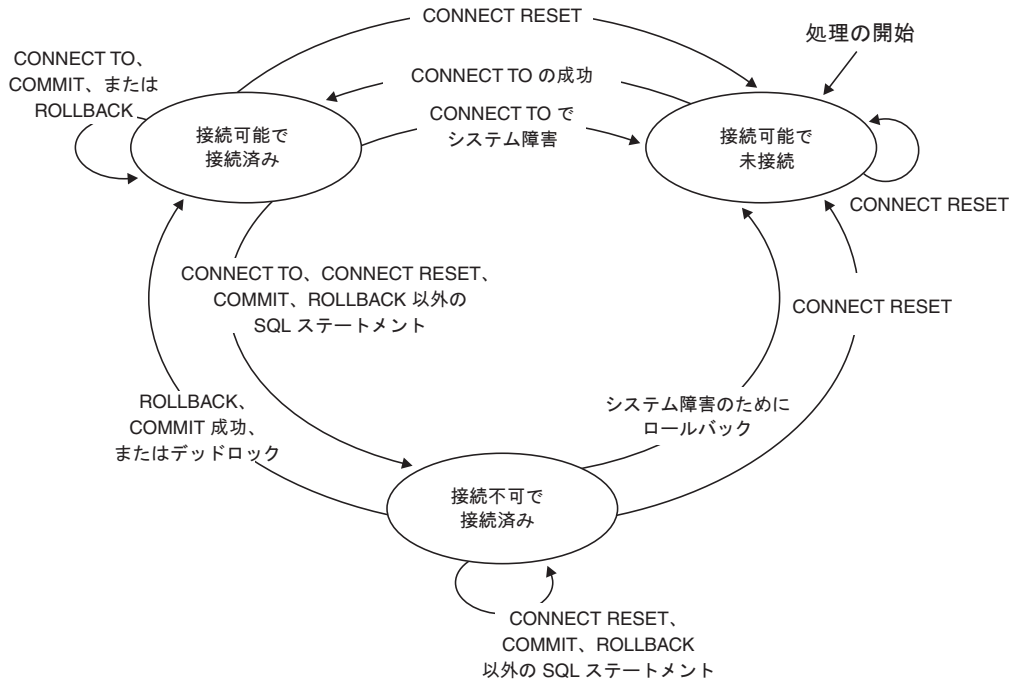 CONNECT RESET
処理の開始
CONNECT TO、
COMMIT、または
ROLLBACK
CONNECT TO の成功
CONNECT TO で
システム障害
接続可能で
接続済み
接続可能で
未接続
CONNECT RESET
CONNECT TO、CONNECT RESET、
COMMIT、ROLLBACK 以外の
SQL ステートメント
CONNECT RESET
ROLLBACK、
COMMIT 成功、
またはデッドロック
システム障害のために
ロールバック
接続不可で
接続済み
CONNECT RESET、
COMMIT、ROLLBACK
以外の SQL ステートメント